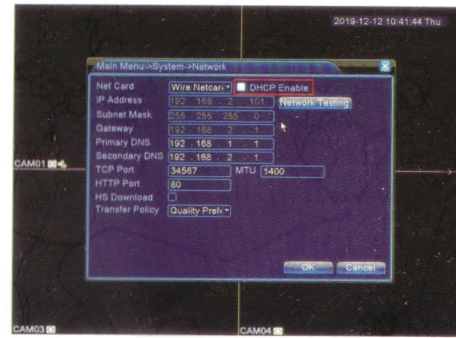 2019-12-12 10:41:44 Thu
Main Menu->System->Network
Net Card Wire Netcar DHCP Enable
IP Address 192 . 168 . 2 . 101 Network Testing
Subnet Mask 255 . 255 . 255 . 0
Gateway 192 . 168 . 2 . 1
Primary DNS 192 . 168 . 1 . 1
Secondary DNS 192 . 168 . 2 . 1
TCP Port 34567 MTU 1400
HTTP Port 80
HS Download
Transfer Policy Quality Prefe
OK Cancel
CAM01
CAM03 CAM04